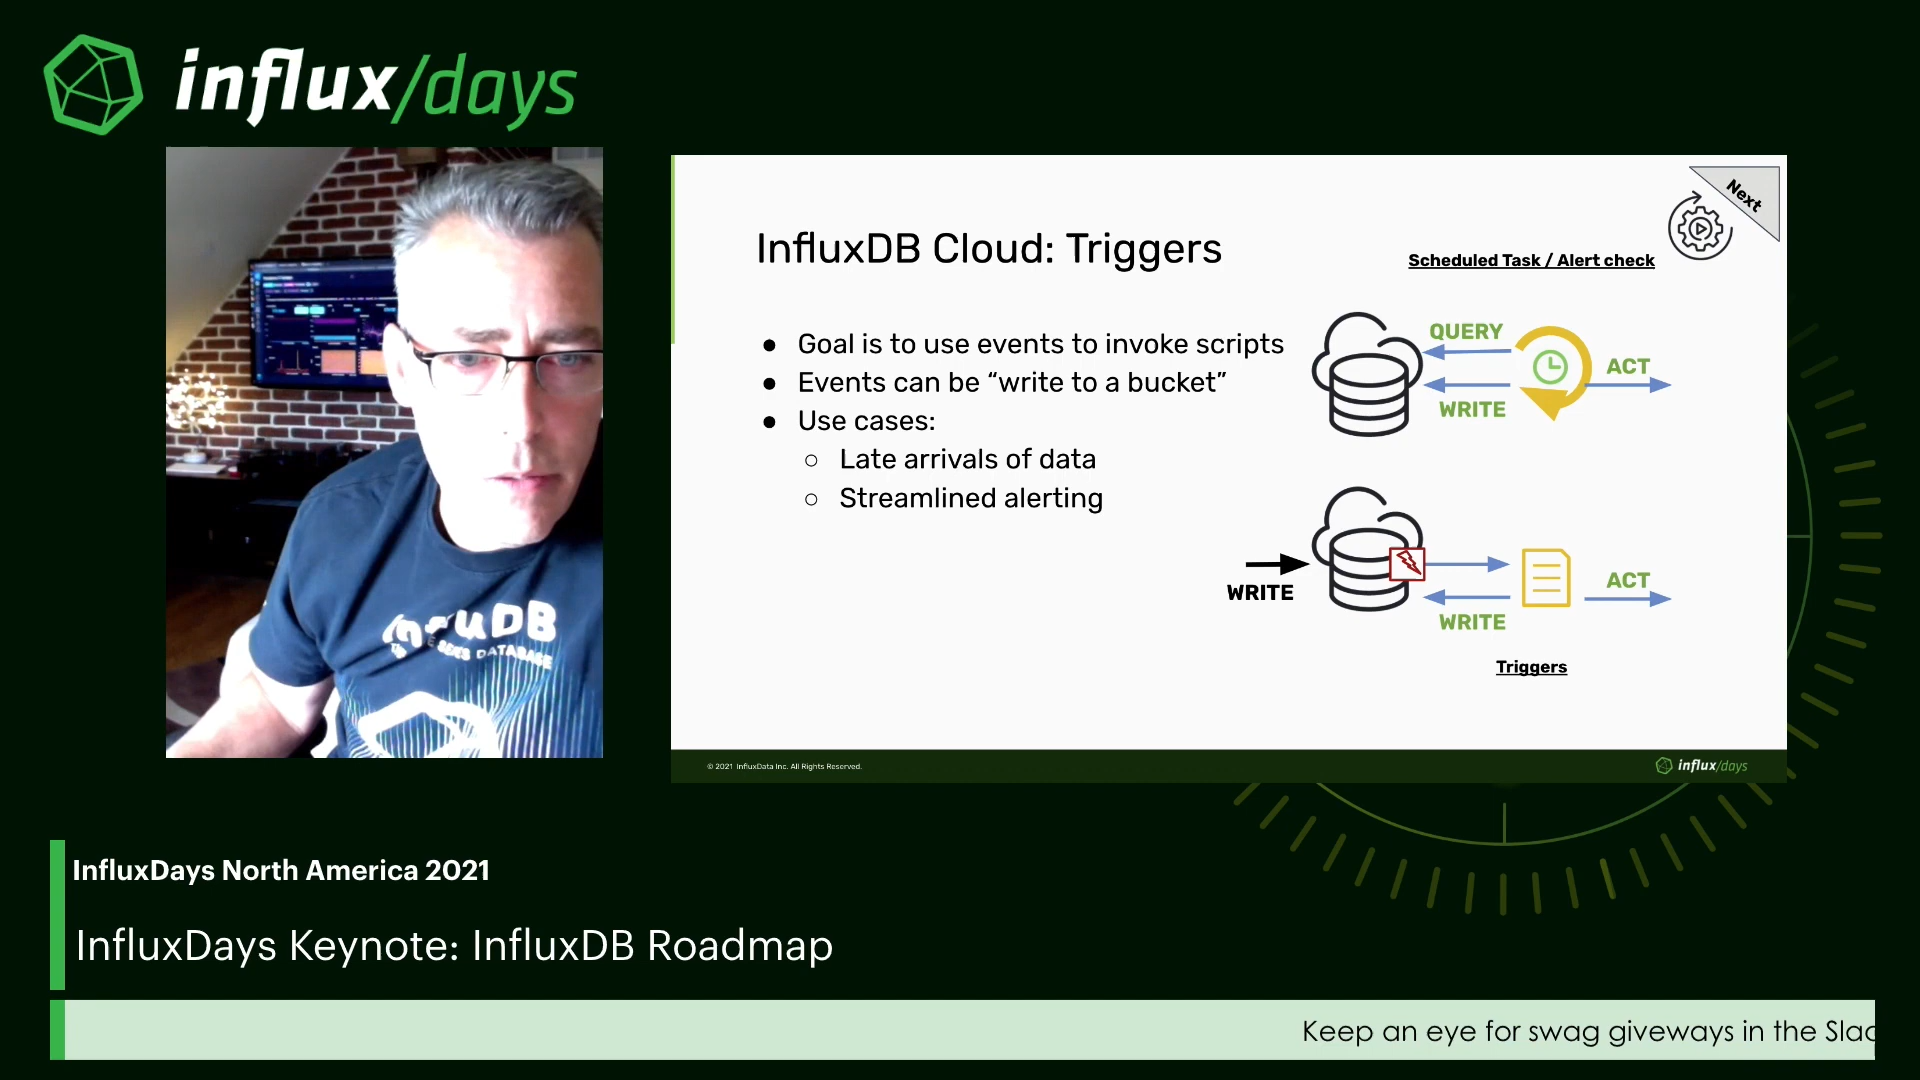 influx/days
InfluxDB Cloud: Triggers
Next
Scheduled Task / Alert check
● Goal is to use events to invoke scripts
● Events can be “write to a bucket”
● Use cases:
○ Late arrivals of data
○ Streamlined alerting
QUERY
WRITE
ACT
WRITE
WRITE
ACT
Triggers
© 2021 InfluxData Inc. All Rights Reserved.
influx/days
DATABASE
InfluxDays North America 2021
InfluxDays Keynote: InfluxDB Roadmap
Keep an eye for swag giveways in the Slac